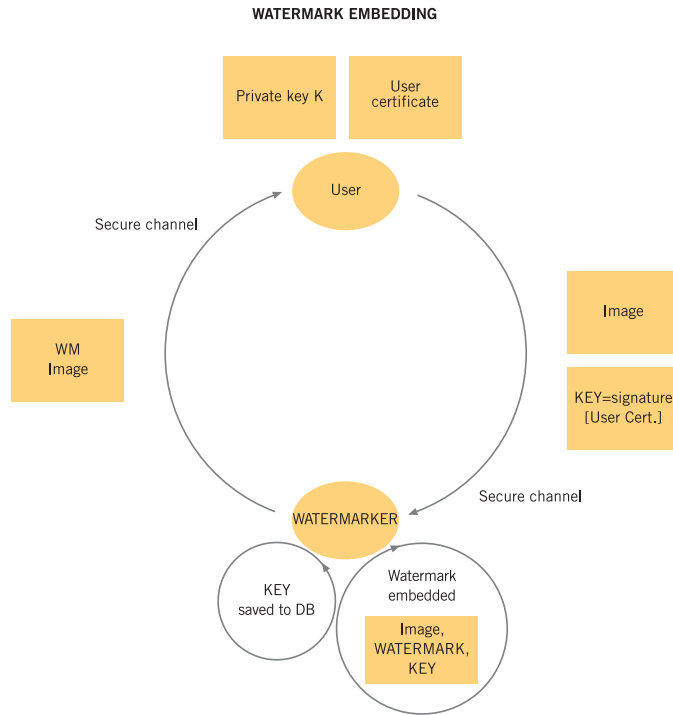 WATERMARK EMBEDDING
Private key K
User
certificate
User
Secure channel
Image
WM
Image
KEY=signature
[User Cert.]
Secure channel
WATERMARKER
KEY
saved to DB
Watermark
embedded
Image,
WATERMARK,
KEY